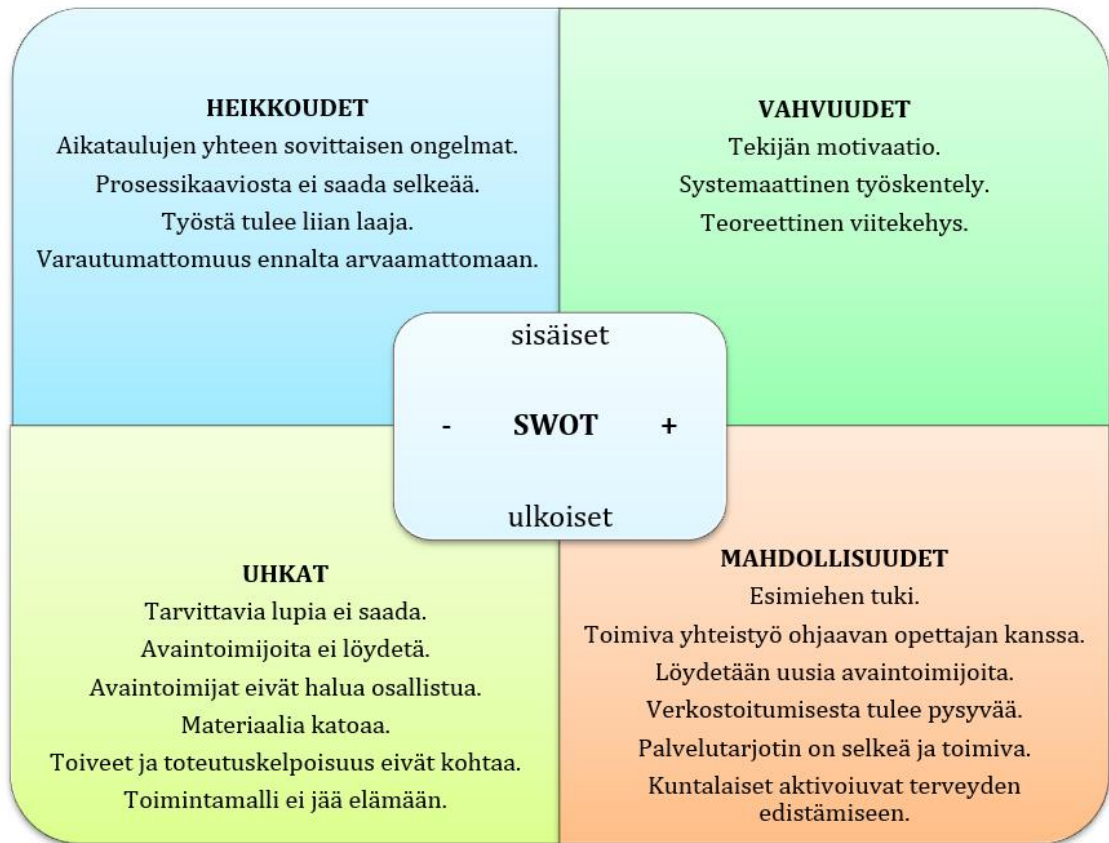 HEIKKOUDET
Aikataulujen yhteen sovittaisen ongelmat.
Prosessikaaviosta ei saada selkeää.
Työstä tulee liian laaja.
Varautumattomuus ennalta arvaamattomaan.
VAHVUUDET
Tekijän motivaatio.
Systemaattinen työskentely.
Teoreettinen viitekehys.
sisäiset
- SWOT +
ulkoiset
UHKAT
Tarvittavia lupia ei saada.
Avaintoimijoita ei löydetä.
Avaintoimijat eivät halua osallistua.
Materiaalia katoaa.
Toiveet ja toteutuskelpoisuus eivät kohtaa.
Toimintamalli ei jää elämään.
MAHDOLLISUUDET
Esimiehen tuki.
Toimiva yhteistyö ohjaavan opettajan kanssa.
Löydetään uusia avaintoimijoita.
Verkostoitumisesta tulee pysyvää.
Palvelutarjotin on selkeä ja toimiva.
Kuntalaiset aktivoiuvat terveyden
edistämiseen.